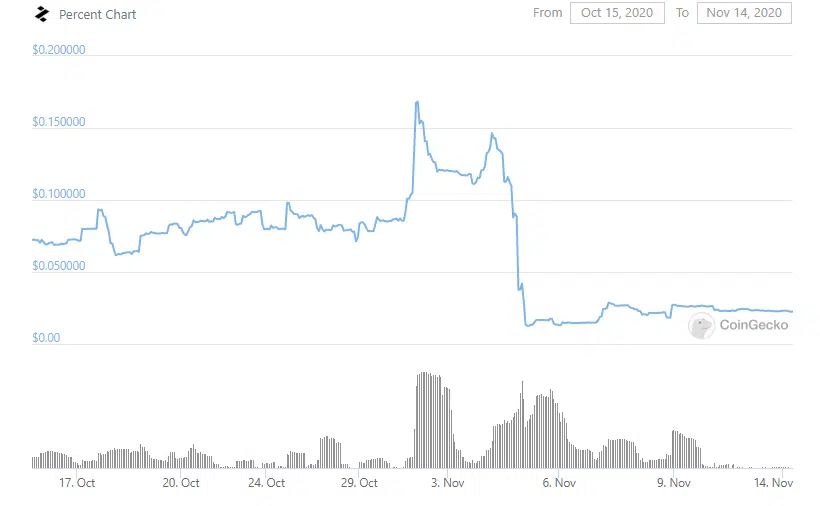 Percent Chart
From Oct 15, 2020 To Nov 14, 2020
$0.200000
$0.150000
$0.100000
$0.050000
$0.00
CoinGecko
17. Oct 20. Oct 24. Oct 29. Oct 3. Nov 6. Nov 9. Nov 14. Nov